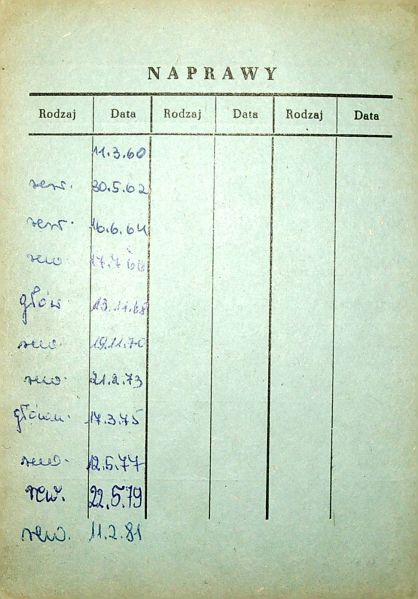 NAPRAWY
Rodzaj Data Rodzaj Data Rodzaj Data
11.3.60
rew. 30.5.62
rew. 16.6.64
rew. 17.7.66
głów 13.11.68
rew. 19.11.70
rew. 21.2.73
główn. 17.3.75
rew. 12.5.77
rew. 22.5.79
rew. 11.2.81